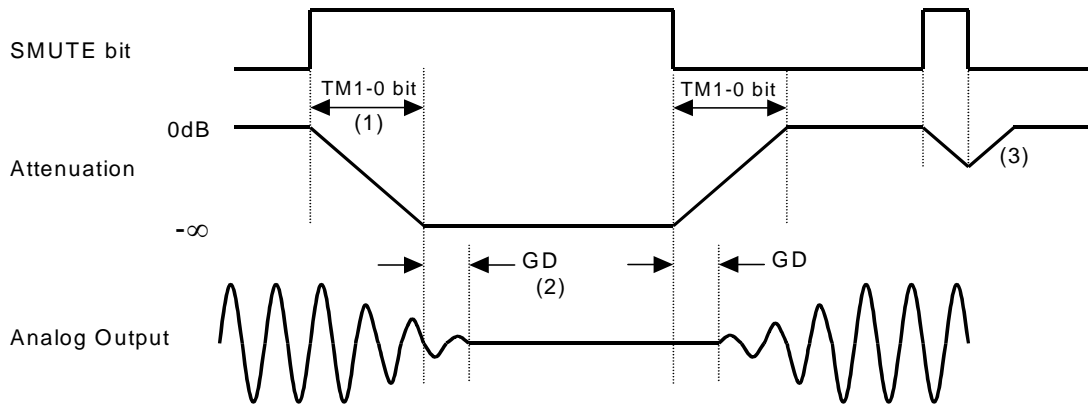 SMUTE bit
TM1-0 bit
TM1-0 bit
(1)
0dB
(3)
Attenuation
-∞
GD
GD
(2)
Analog Output